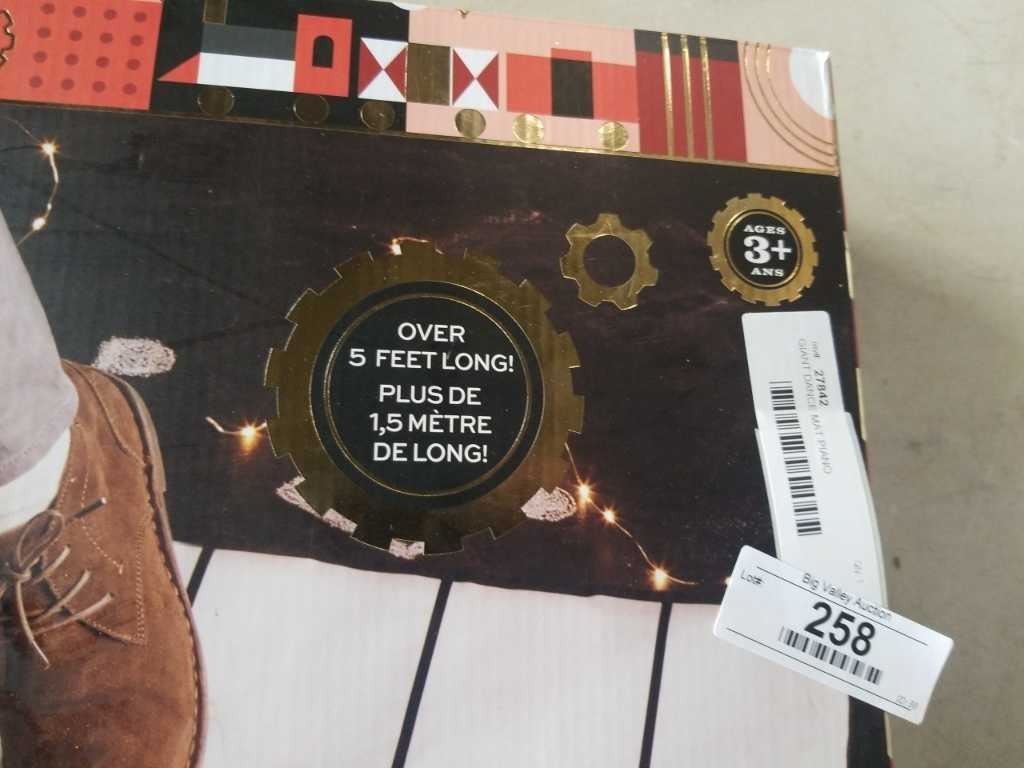 AGES
3+
ANS
OVER
5 FEET LONG!
PLUS DE
1,5 MÈTRE
DE LONG!
27842
GIANT DANCE MAT PIANO
Big Valley Auction
Lot#
258